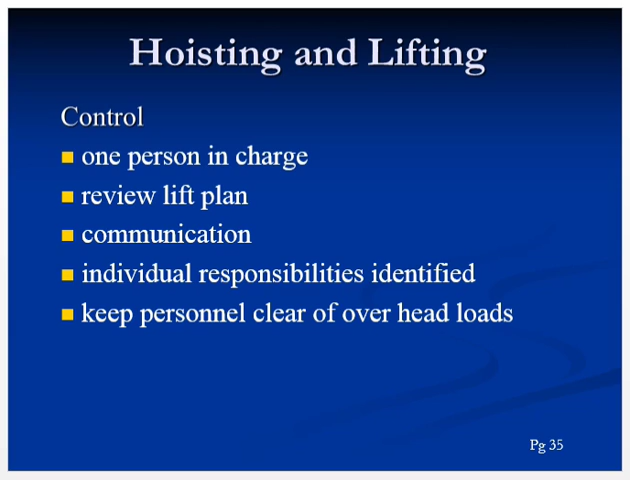 Hoisting and Lifting
Control
one person in charge
review lift plan
communication
individual responsibilities identified
keep personnel clear of over head loads
Pg 35